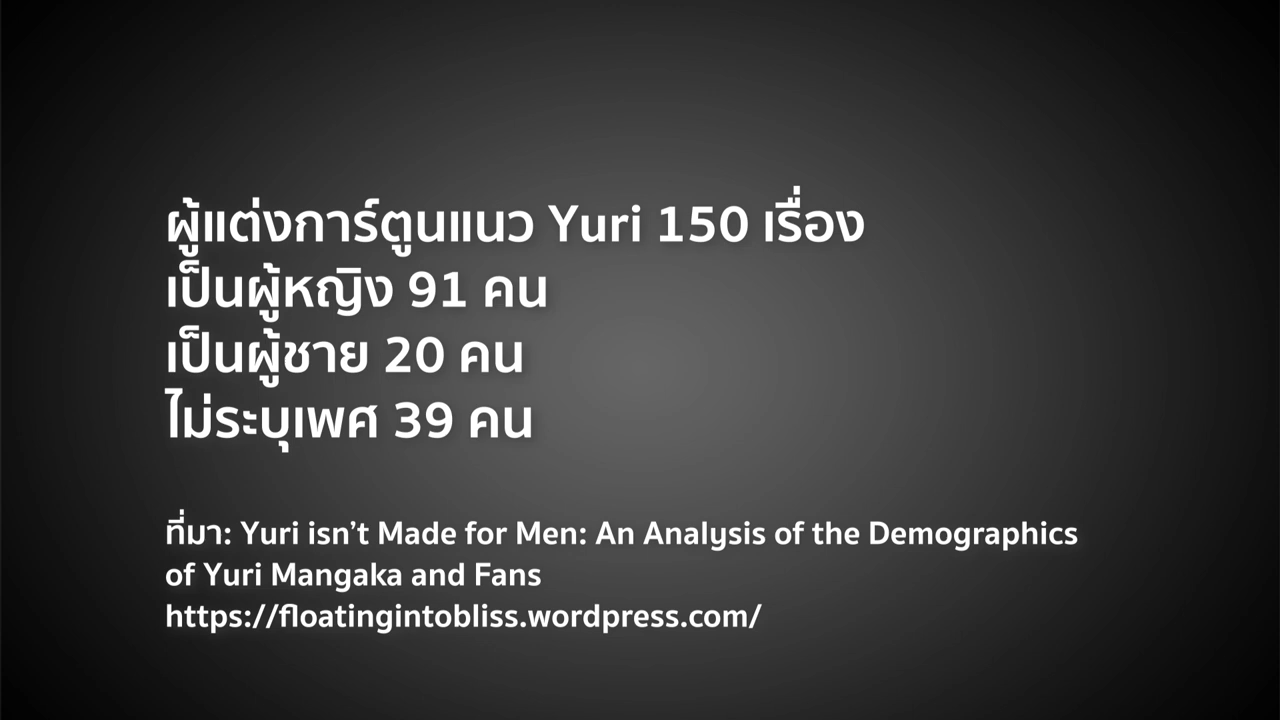 ผู้แต่งการ์ตูนแนว Yuri 150 เรื่อง
เป็นผู้หญิง 91 คน
เป็นผู้ชาย 20 คน
ไม่ระบุเพศ 39 คน
ที่มา: Yuri isn’t Made for Men: An Analysis of the Demographics
of Yuri Mangaka and Fans
https://floatingintobliss.wordpress.com/